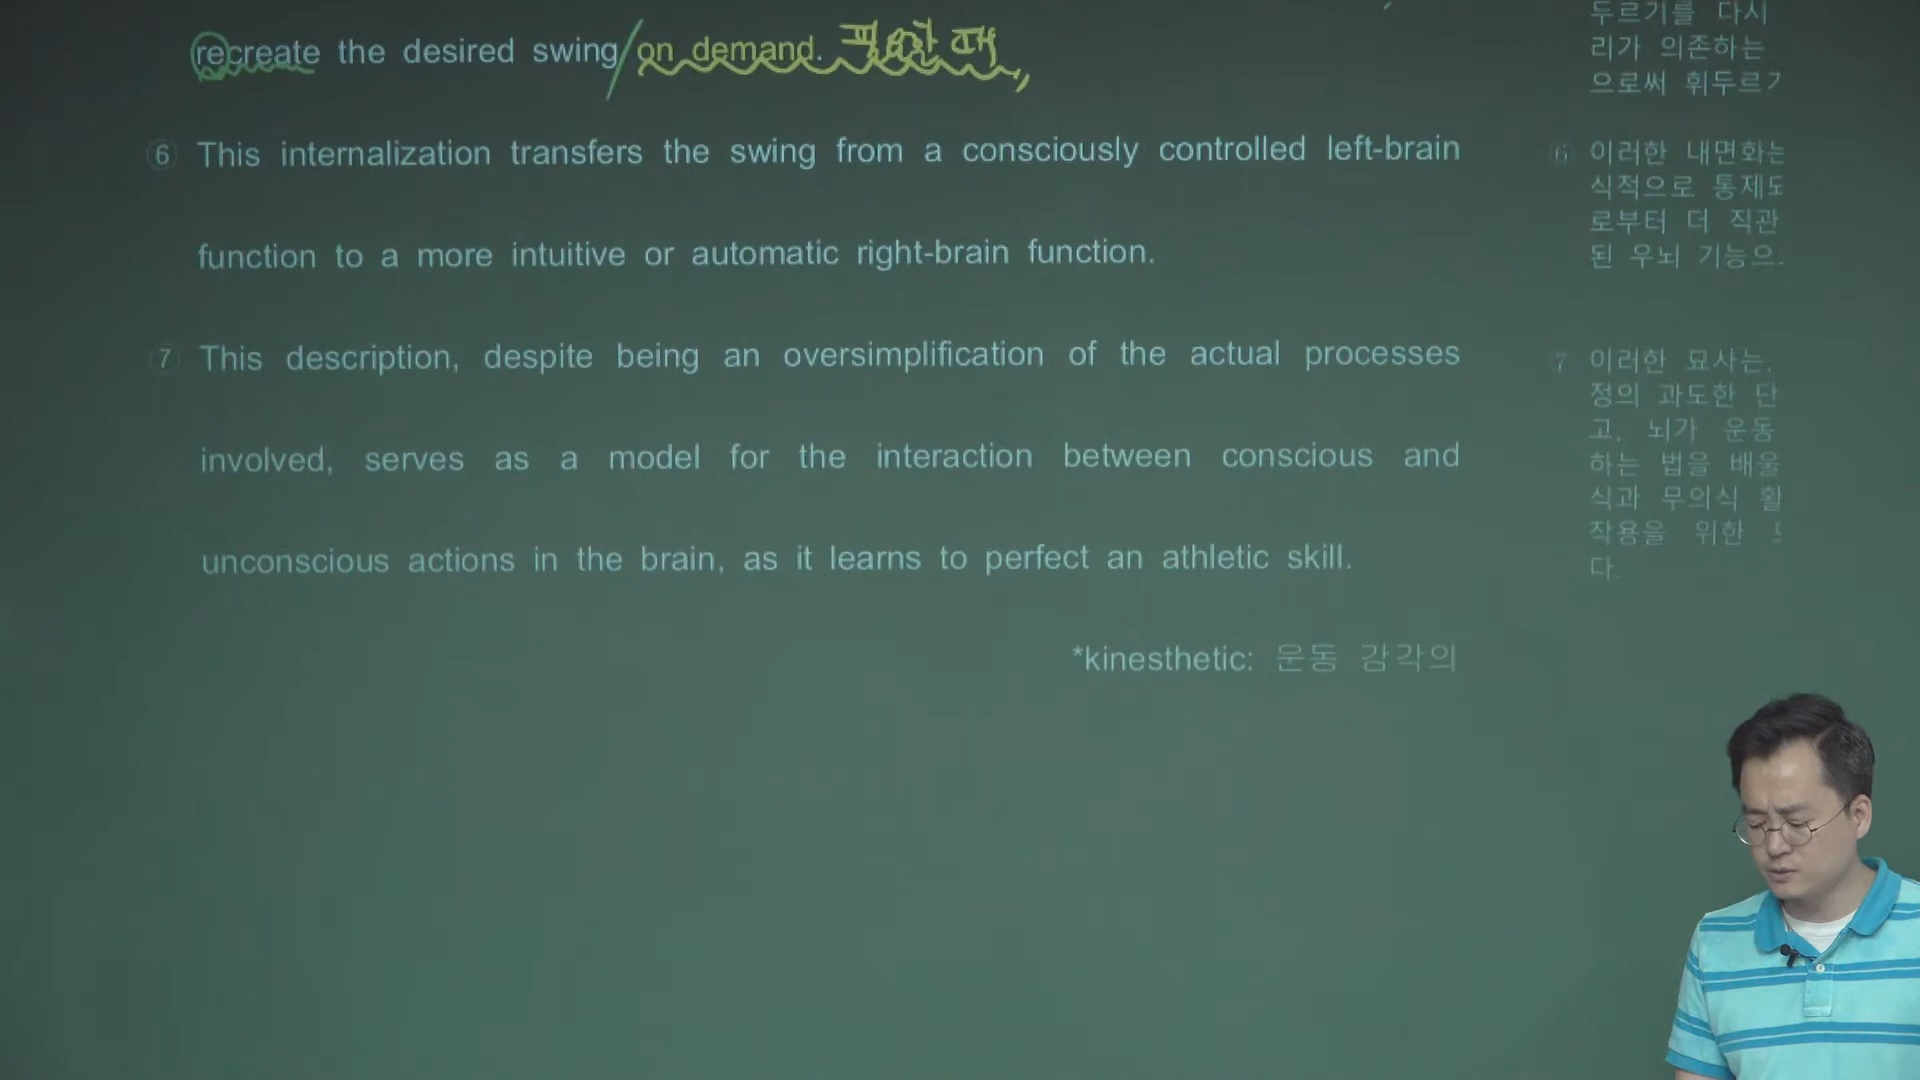 recreate the desired swing / on demand. 필요한 때,
⑥ This internalization transfers the swing from a consciously controlled left-brain
function to a more intuitive or automatic right-brain function.
⑦ This description, despite being an oversimplification of the actual processes
involved, serves as a model for the interaction between conscious and
unconscious actions in the brain, as it learns to perfect an athletic skill.
*kinesthetic: 운동 감각의
두르기를 다시
리가 의존하는
으로써 휘두르기
6 이러한 내면화는
식적으로 통제되
로부터 더 직관
된 우뇌 기능으
7 이러한 묘사는,
정의 과도한 단
고, 뇌가 운동
하는 법을 배울
식과 무의식 활
작용을 위한
다.